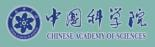 中国科学院
CHINESE ACADEMY OF SCIENCES